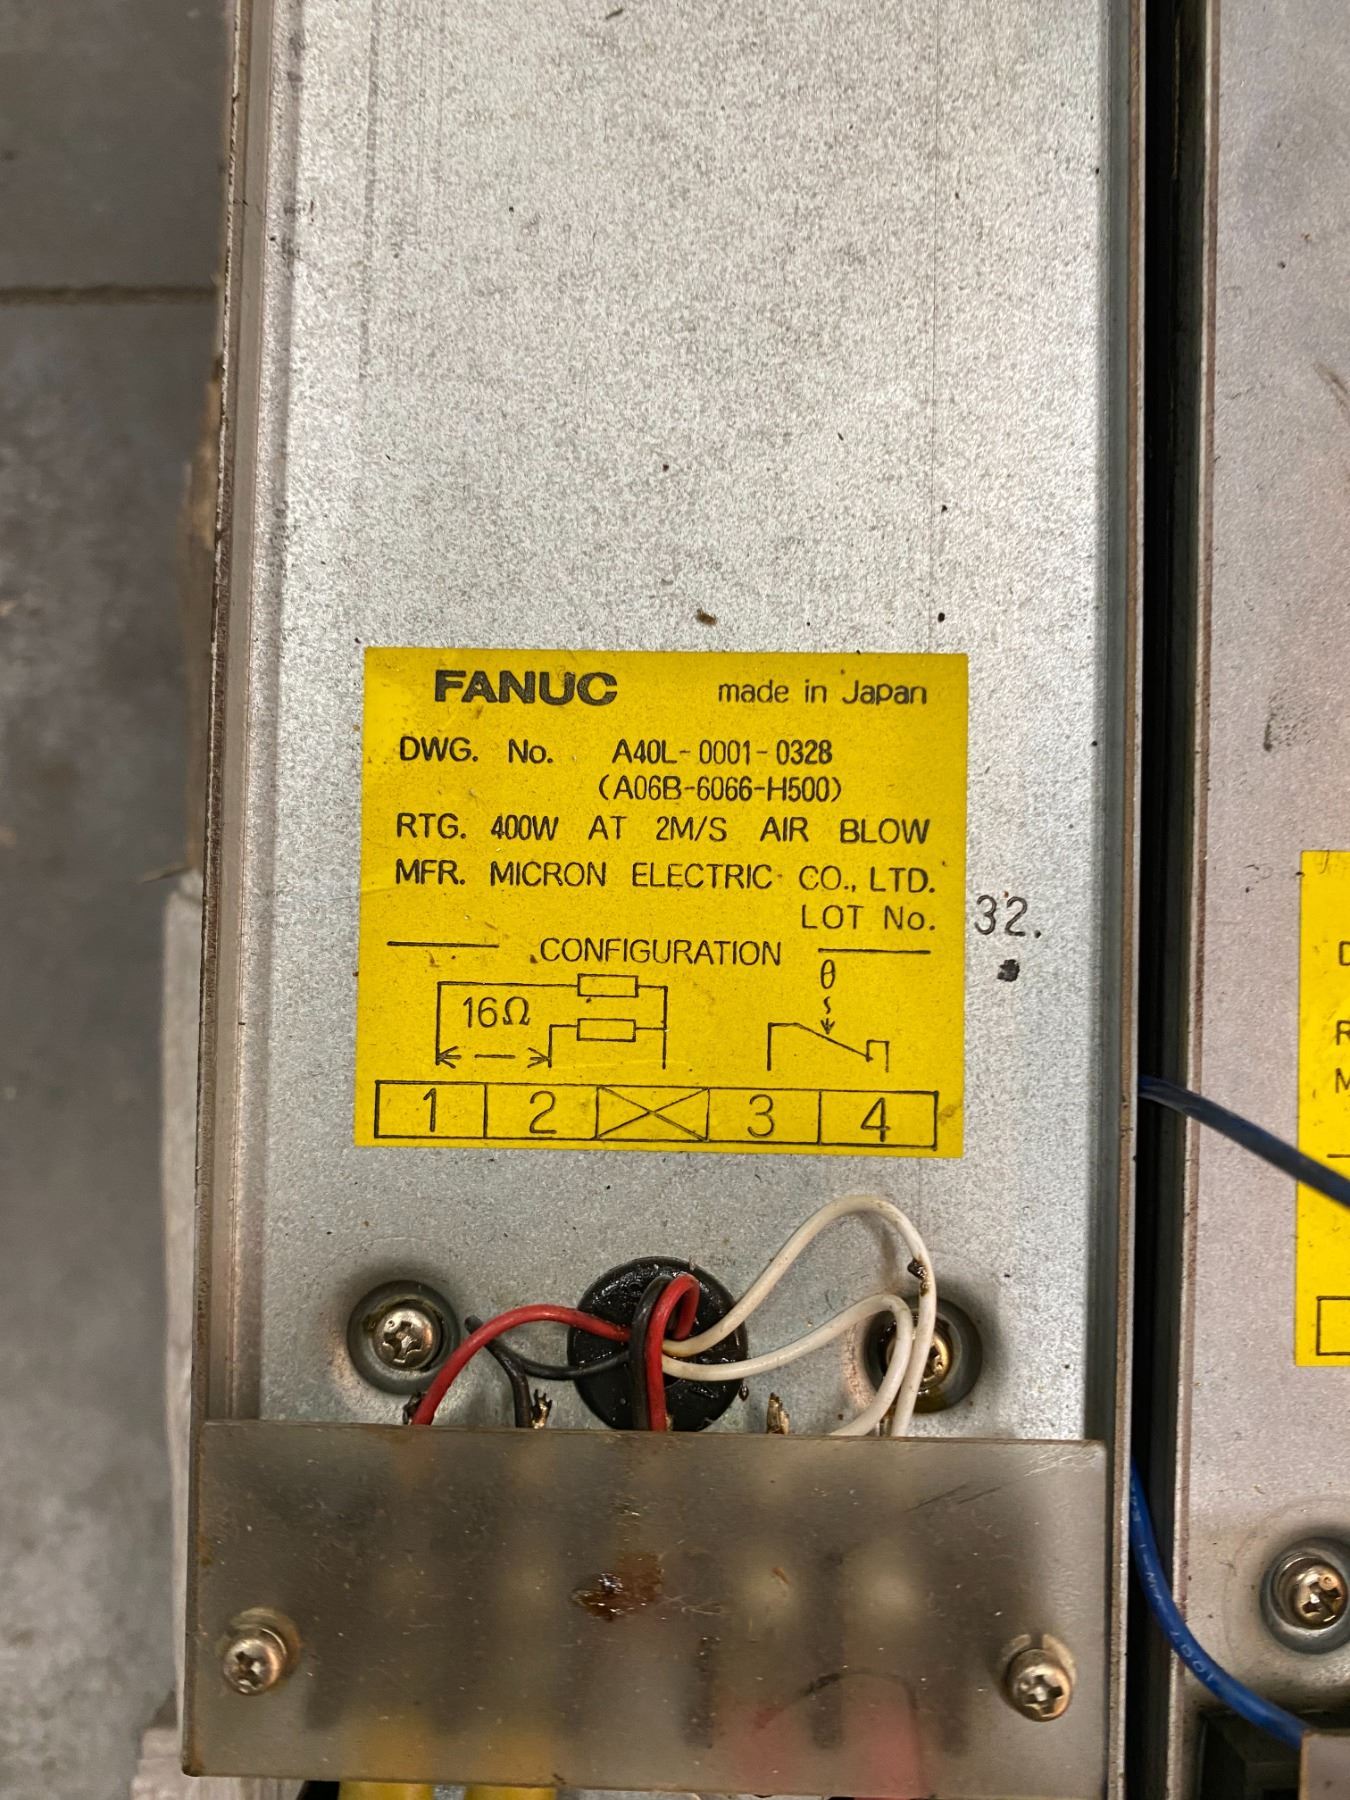 FANUC made in Japan
DWG. No. A40L-0001-0328
(A06B-6066-H500)
RTG. 400W AT 2M/S AIR BLOW
MFR. MICRON ELECTRIC CO., LTD.
LOT No. 32.
CONFIGURATION
θ
16Ω
1 2 3 4
D
R
M